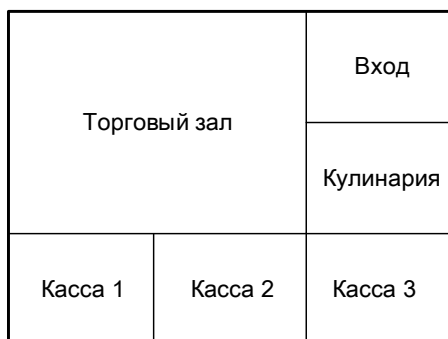 Вход
Торговый зал
Кулинария
Касса 1
Касса 2
Касса 3